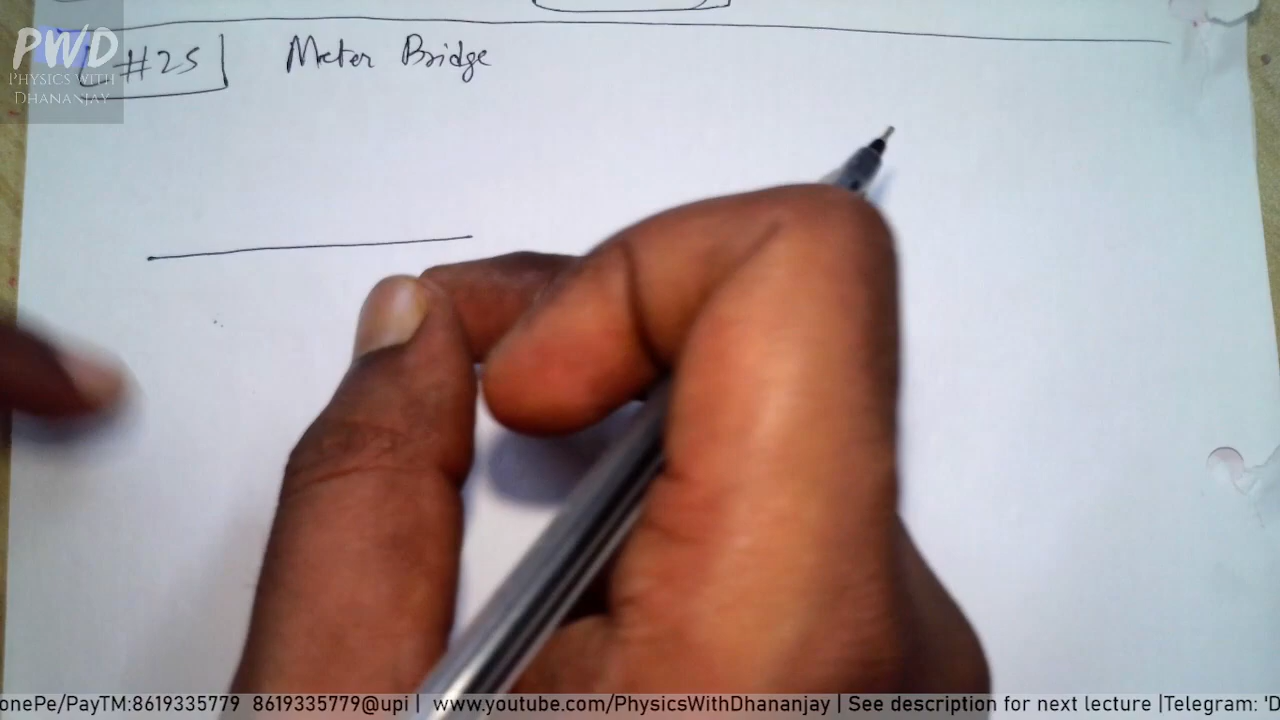 PWD
PHYSICS WITH
DHANANJAY
#25
Meter Bridge
onePe/PayTM:8619335779 8619335779@upi | www.youtube.com/PhysicsWithDhananjay | See description for next lecture |Telegram: 'D